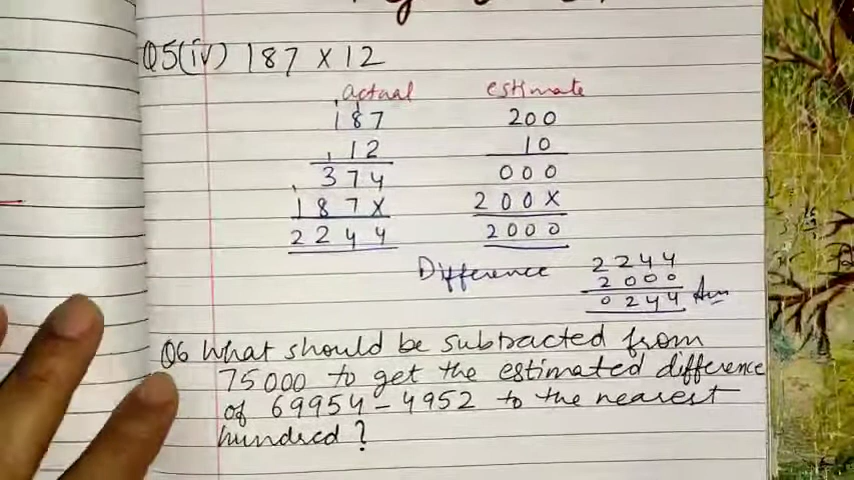 Q5(iv) 187 x 12
actual estimate
187 200
12 10
374 000
187x 200x
2244 2000
Difference 2244
2000
0244 Ans
Q6 What should be subtracted from
75000 to get the estimated difference
of 69954 - 4952 to the nearest
hundred ?